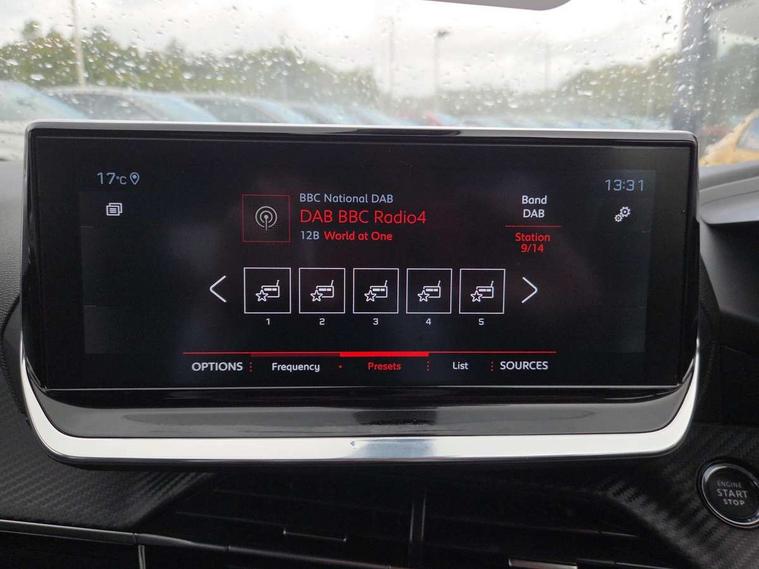 17°C
13:31
BBC National DAB
DAB BBC Radio4
12B World at One
Band
DAB
Station
9/14
1 2 3 4 5
OPTIONS Frequency Presets List SOURCES
ENGINE
START
STOP